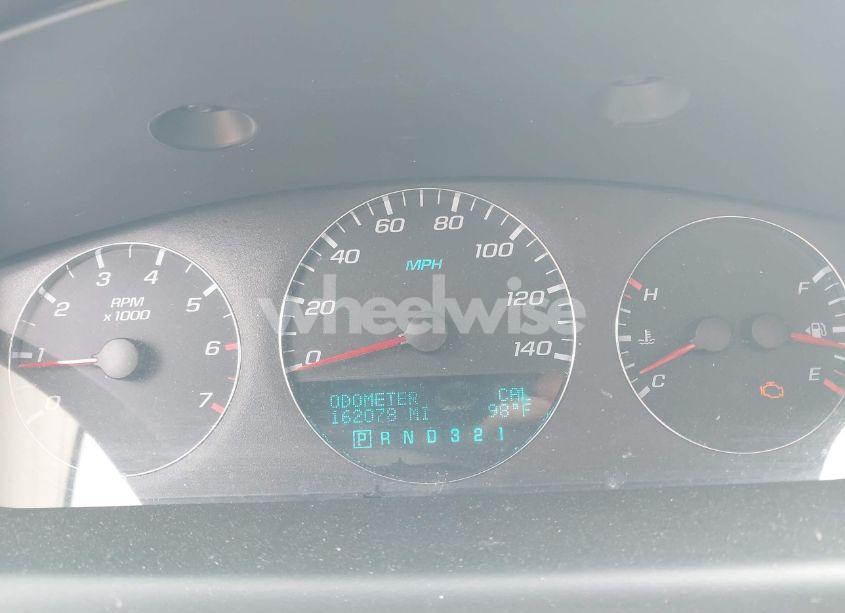 60 80
40 100
MPH
20 120
0 140
3 4
2 5
RPM
x1000
1 6
0 7
H F
C E
wheelwise
ODOMETER CAL
162078 MI 98°F
P R N D 3 2 1